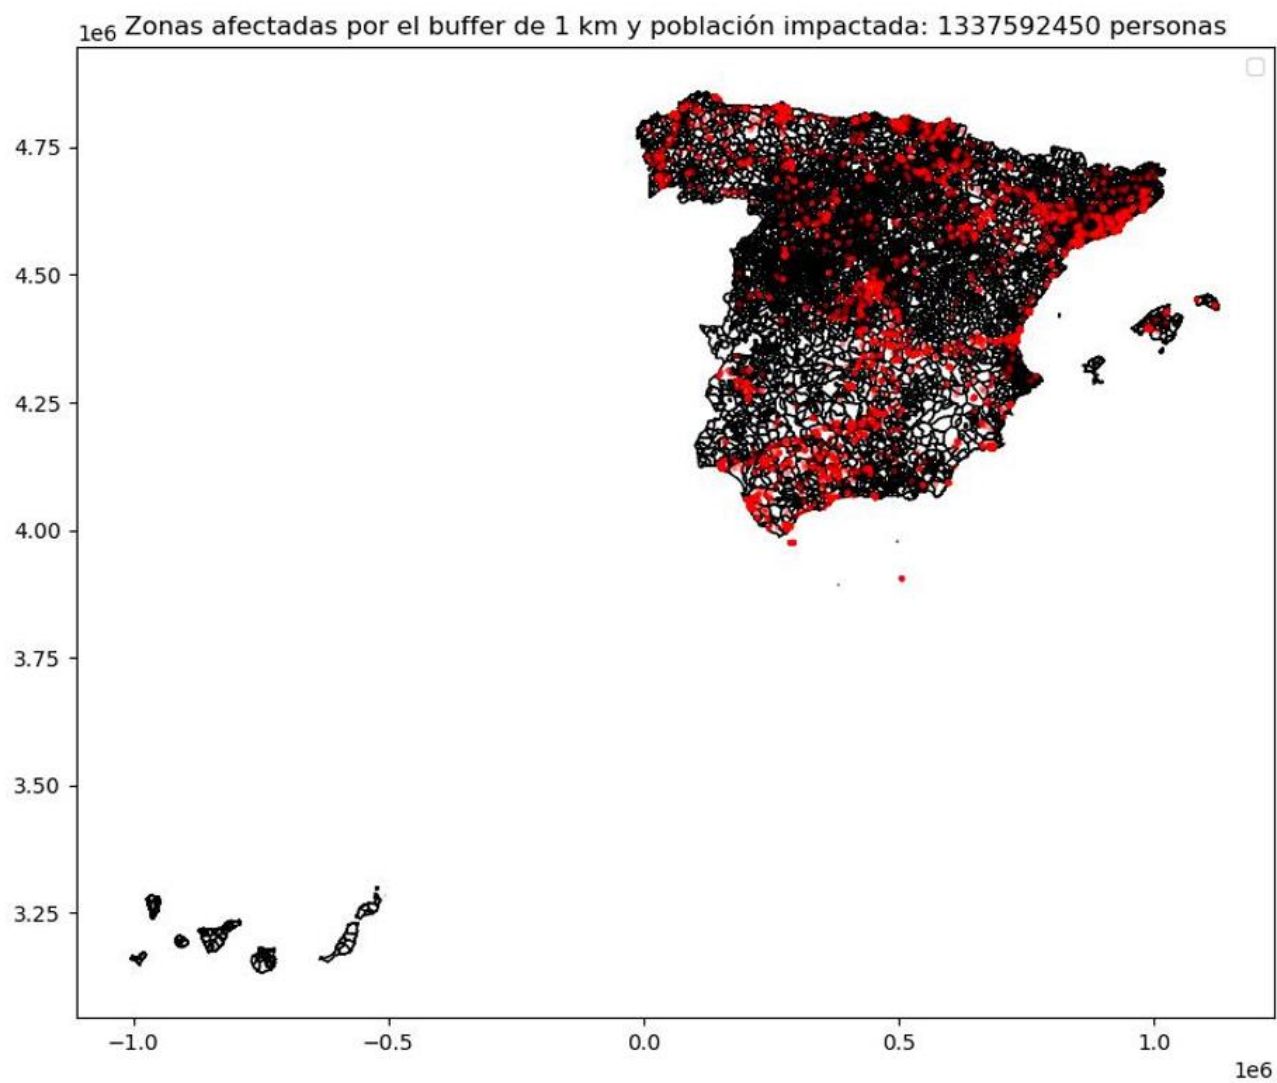 1e6 Zonas afectadas por el buffer de 1 km y población impactada: 1337592450 personas
4.75
4.50
4.25
4.00
3.75
3.50
3.25
−1.0 −0.5 0.0 0.5 1.0
1e6